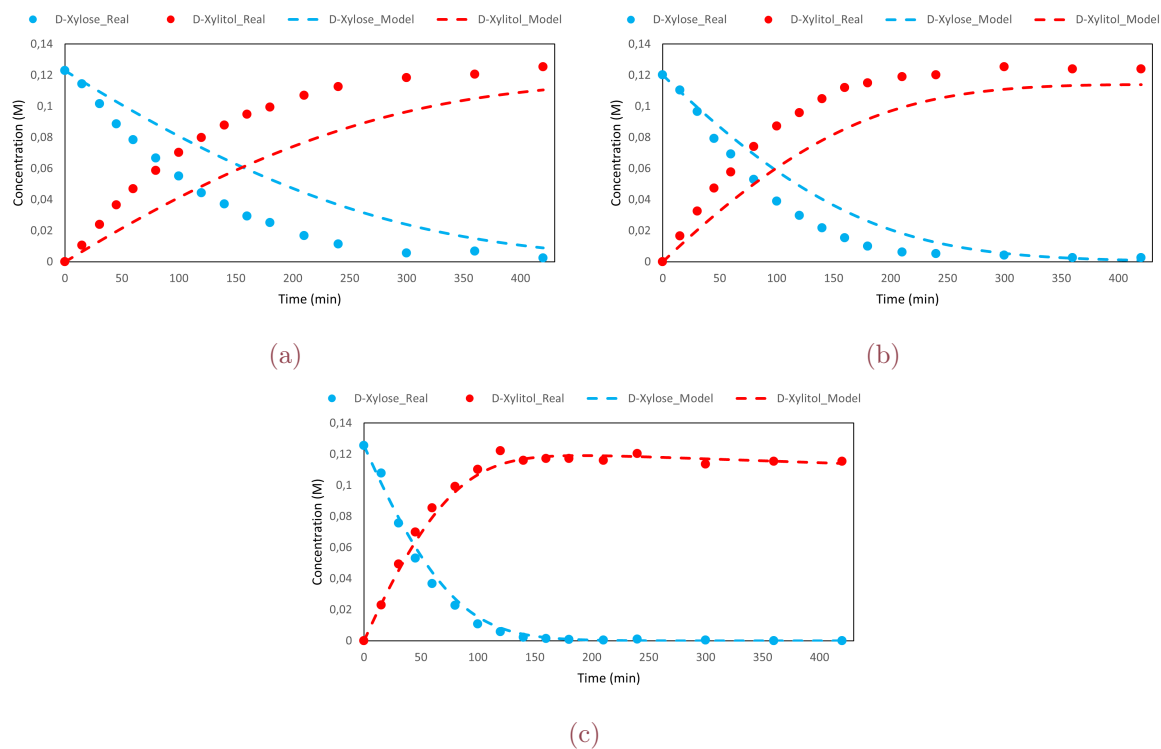 D-Xylose_Real D-Xylitol_Real D-Xylose_Model D-Xylitol_Model
0,14
0,12
0,1
0,08
0,06
0,04
0,02
0
Concentration (M)
0 50 100 150 200 250 300 350 400
Time (min)
(a)
D-Xylose_Real D-Xylitol_Real D-Xylose_Model D-Xylitol_Model
0,14
0,12
0,1
0,08
0,06
0,04
0,02
0
Concentration (M)
0 50 100 150 200 250 300 350 400
Time (min)
(b)
D-Xylose_Real D-Xylitol_Real D-Xylose_Model D-Xylitol_Model
0,14
0,12
0,1
0,08
0,06
0,04
0,02
0
Concentration (M)
0 50 100 150 200 250 300 350 400
Time (min)
(c)